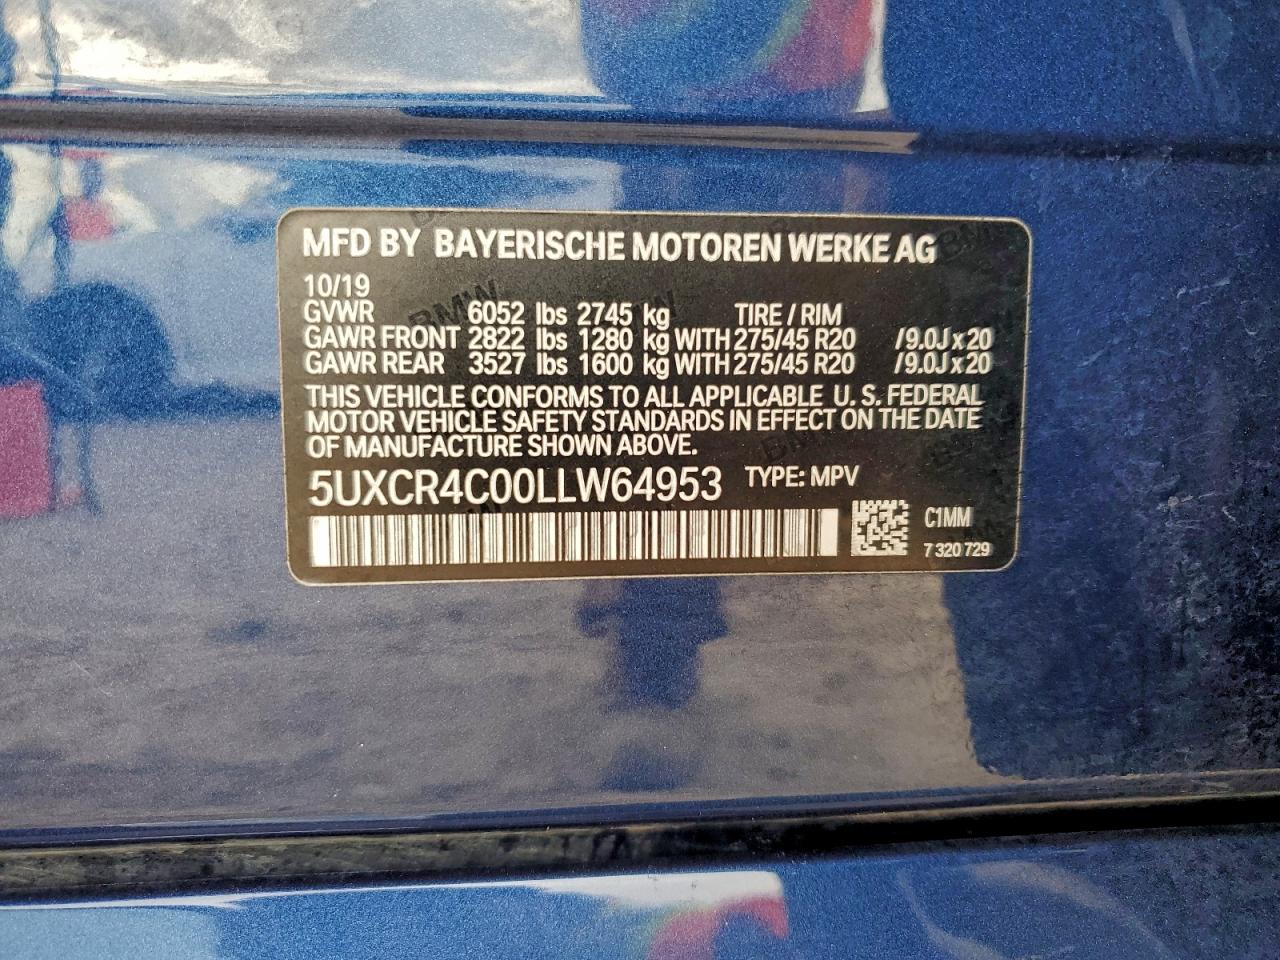 MFD BY BAYERISCHE MOTOREN WERKE AG
10/19
GVWR 6052 lbs 2745 kg TIRE / RIM
GAWR FRONT 2822 lbs 1280 kg WITH 275/45 R20 /9.0J x 20
GAWR REAR 3527 lbs 1600 kg WITH 275/45 R20 /9.0J x 20
THIS VEHICLE CONFORMS TO ALL APPLICABLE U. S. FEDERAL
MOTOR VEHICLE SAFETY STANDARDS IN EFFECT ON THE DATE
OF MANUFACTURE SHOWN ABOVE.
5UXCR4C00LLW64953 TYPE: MPV
C1MM
7 320 729